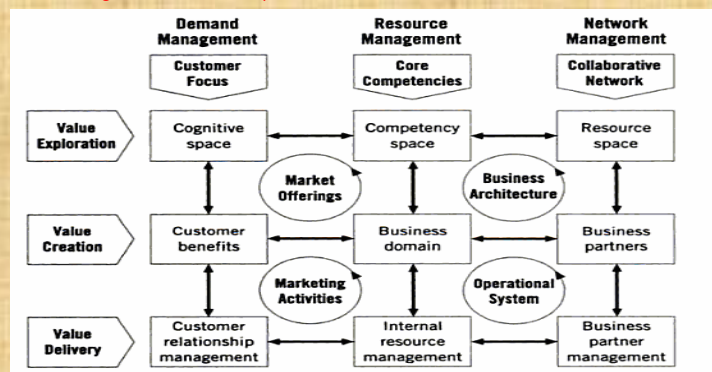 Demand
Management
Resource
Management
Network
Management
Customer
Focus
Core
Competencies
Collaborative
Network
Value
Exploration
Cognitive
space
Competency
space
Resource
space
Market
Offerings
Business
Architecture
Value
Creation
Customer
benefits
Business
domain
Business
partners
Marketing
Activities
Operational
System
Value
Delivery
Customer
relationship
management
Internal
resource
management
Business
partner
management